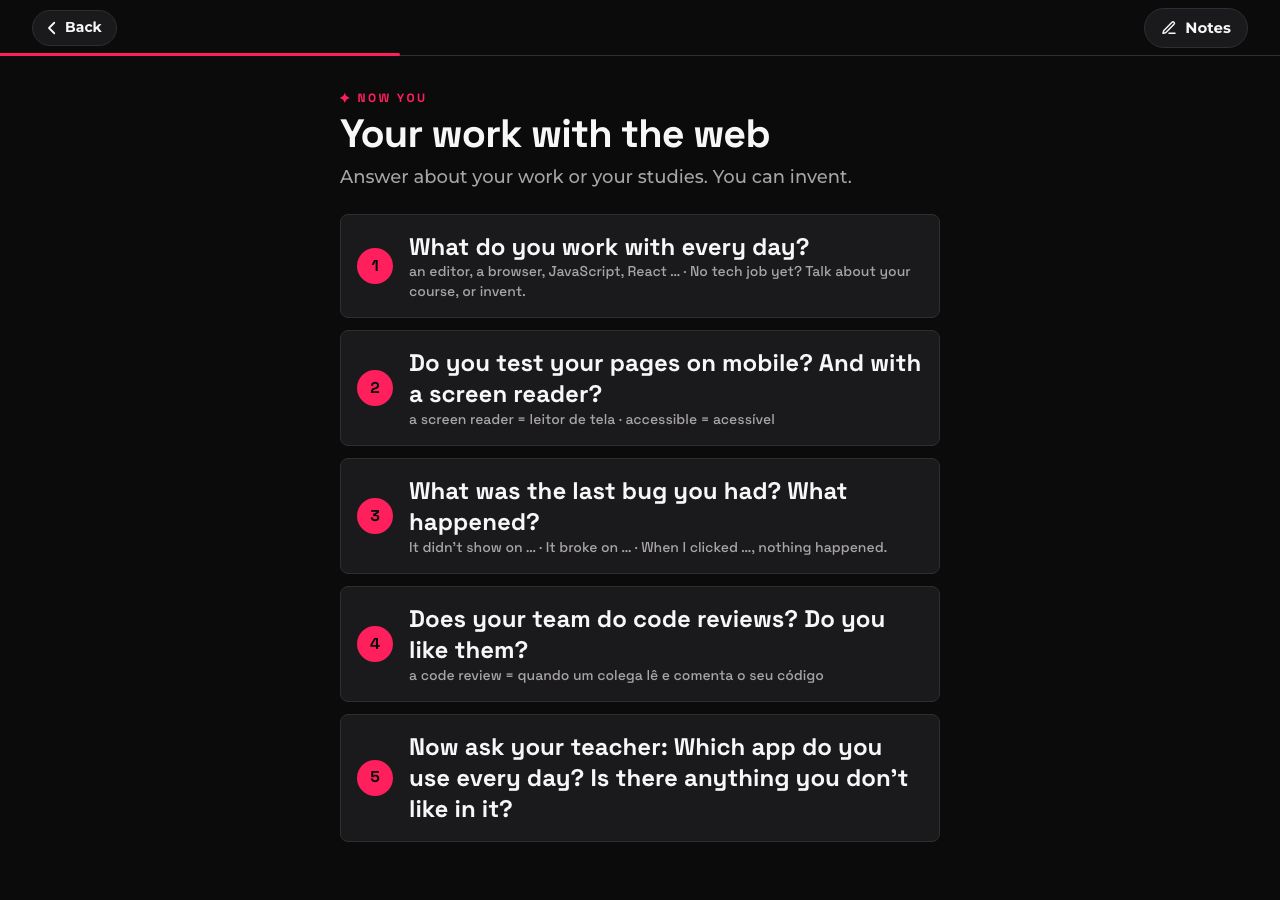 Back
Notes
NOW YOU
Your work with the web
Answer about your work or your studies. You can invent.
1
What do you work with every day?
an editor, a browser, JavaScript, React … · No tech job yet? Talk about your
course, or invent.
2
Do you test your pages on mobile? And with
a screen reader?
a screen reader = leitor de tela · accessible = acessível
3
What was the last bug you had? What
happened?
It didn’t show on … · It broke on … · When I clicked …, nothing happened.
4
Does your team do code reviews? Do you
like them?
a code review = quando um colega lê e comenta o seu código
5
Now ask your teacher: Which app do you
use every day? Is there anything you don’t
like in it?